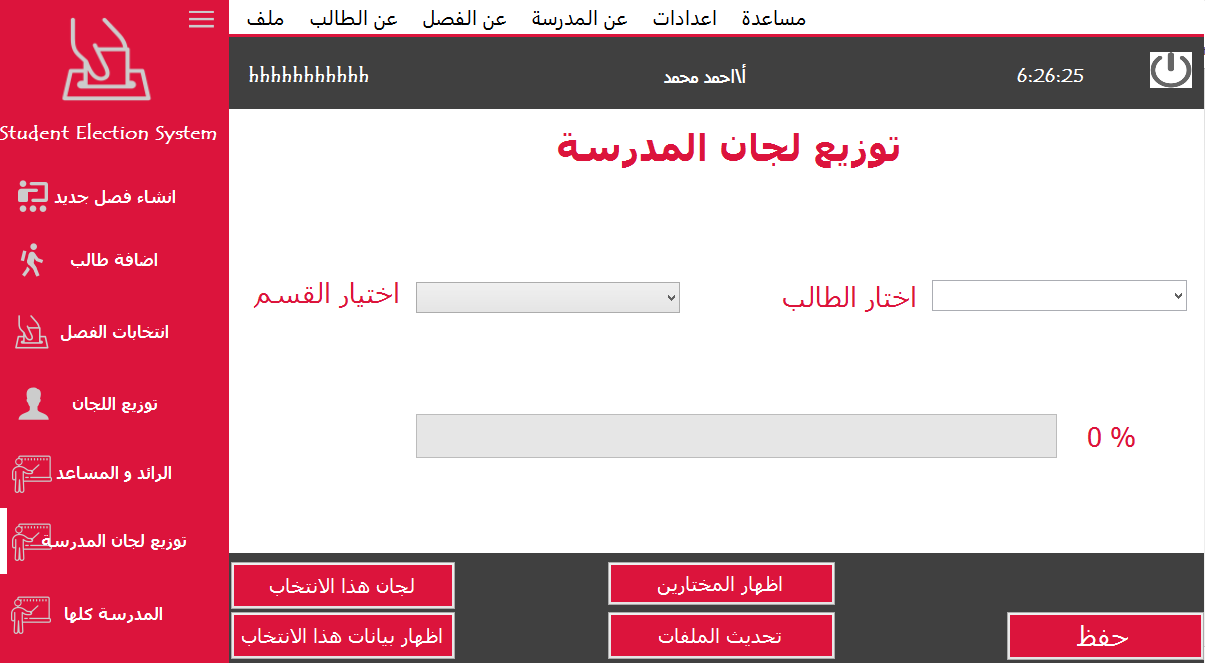 مساعدة
اعدادات
عن المدرسة
عن الفصل
عن الطالب
ملف
6:26:25
أ\احمد محمد
hhhhhhhhhhh
Student Election System
انشاء فصل جديد
اضافة طالب
انتخابات الفصل
توزيع اللجان
الرائد و المساعد
توزيع لجان المدرسة
المدرسة كلها
توزيع لجان المدرسة
اختار الطالب
اختيار القسم
0 %
اظهار المختارين
لجان هذا الانتخاب
حفظ
تحديث الملفات
اظهار بيانات هذا الانتخاب